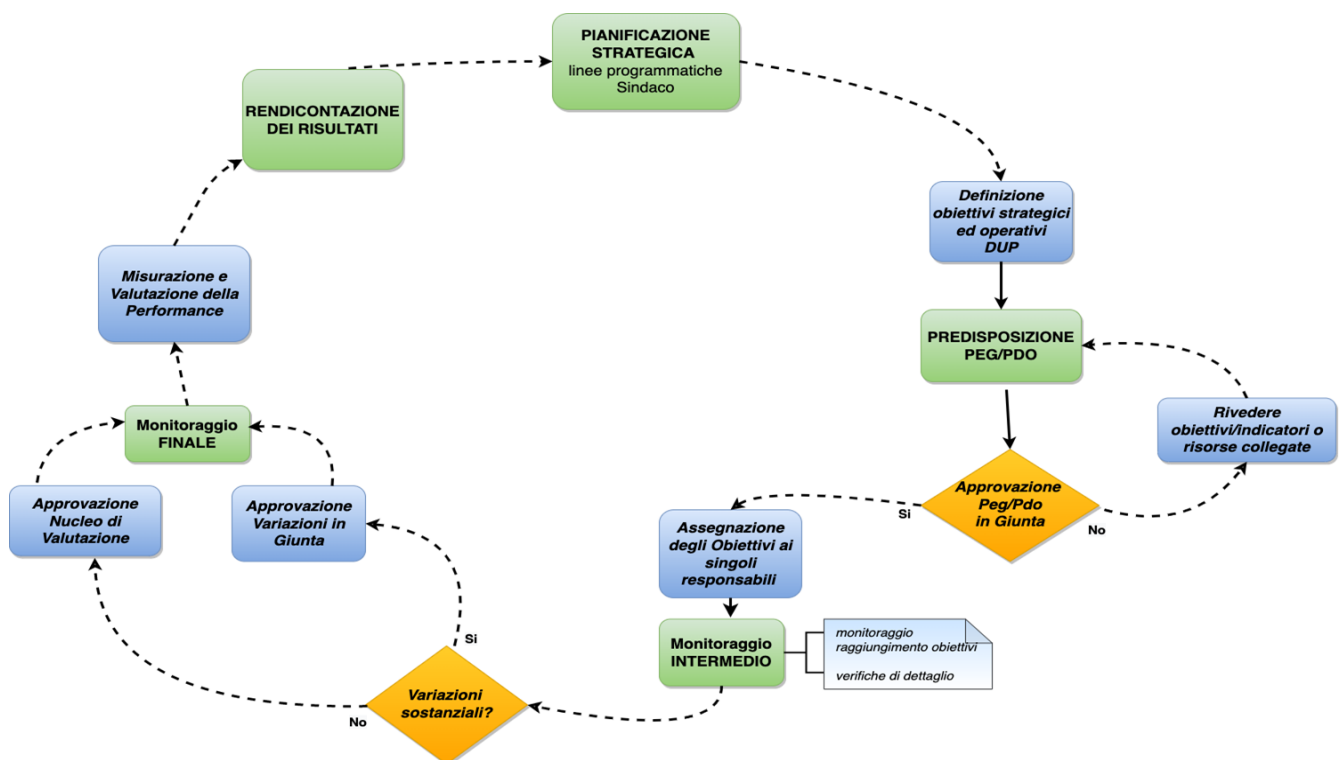 PIANIFICAZIONE
STRATEGICA
linee programmatiche
Sindaco
RENDICONTAZIONE
DEI RISULTATI
Definizione
obiettivi strategici
ed operativi
DUP
Misurazione e
Valutazione della
Performance
PREDISPOSIZIONE
PEG/PDO
Rivedere
obiettivi/indicatori o
risorse collegate
Monitoraggio
FINALE
Approvazione
Peg/Pdo
in Giunta
Si
No
Approvazione
Nucleo di
Valutazione
Approvazione
Variazioni in
Giunta
Assegnazione
degli Obiettivi ai
singoli
responsabili
Monitoraggio
INTERMEDIO
monitoraggio
raggiungimento obiettivi
verifiche di dettaglio
Variazioni
sostanziali?
Si
No